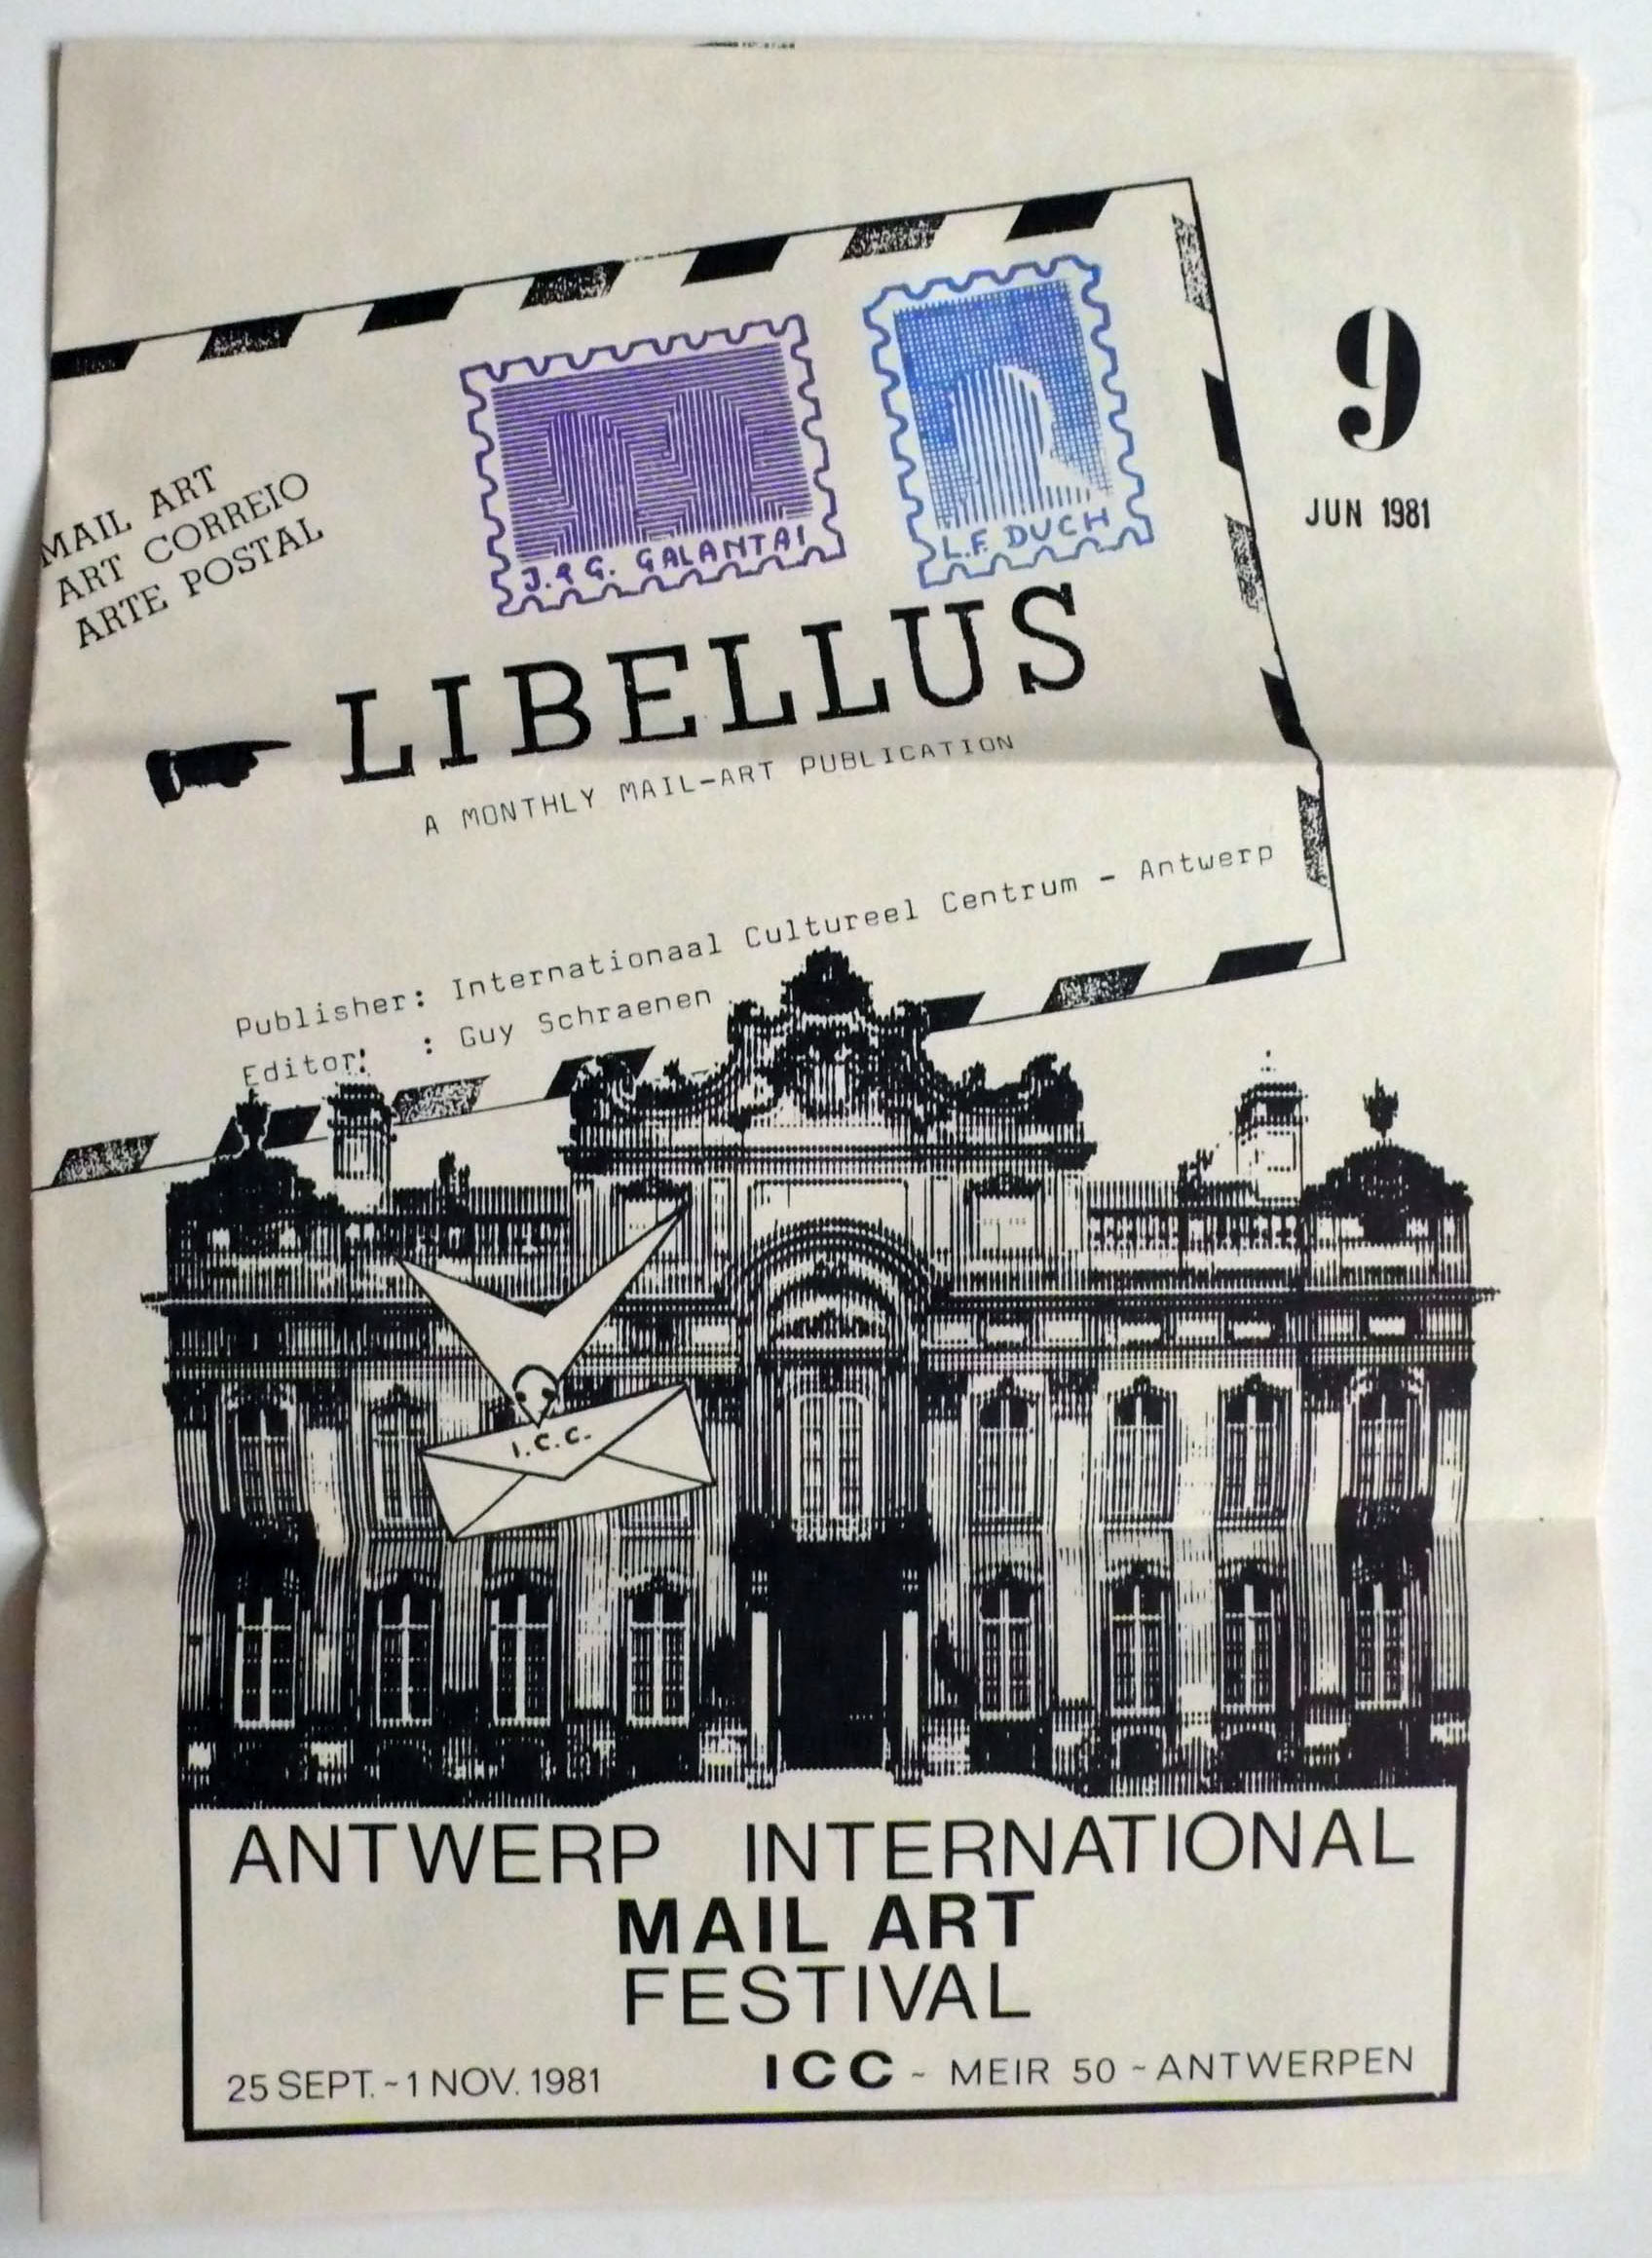 9
JUN 1981
J. & G. GALANTAI
L.F. DUCH
MAIL ART
ART CORREIO
ARTE POSTAL
LIBELLUS
A MONTHLY MAIL-ART PUBLICATION
Publisher: Internationaal Cultureel Centrum - Antwerp
Editor: : Guy Schraenen
I.C.C.
ANTWERP INTERNATIONAL
MAIL ART
FESTIVAL
25 SEPT. ~ 1 NOV. 1981
ICC ~ MEIR 50 ~ ANTWERPEN